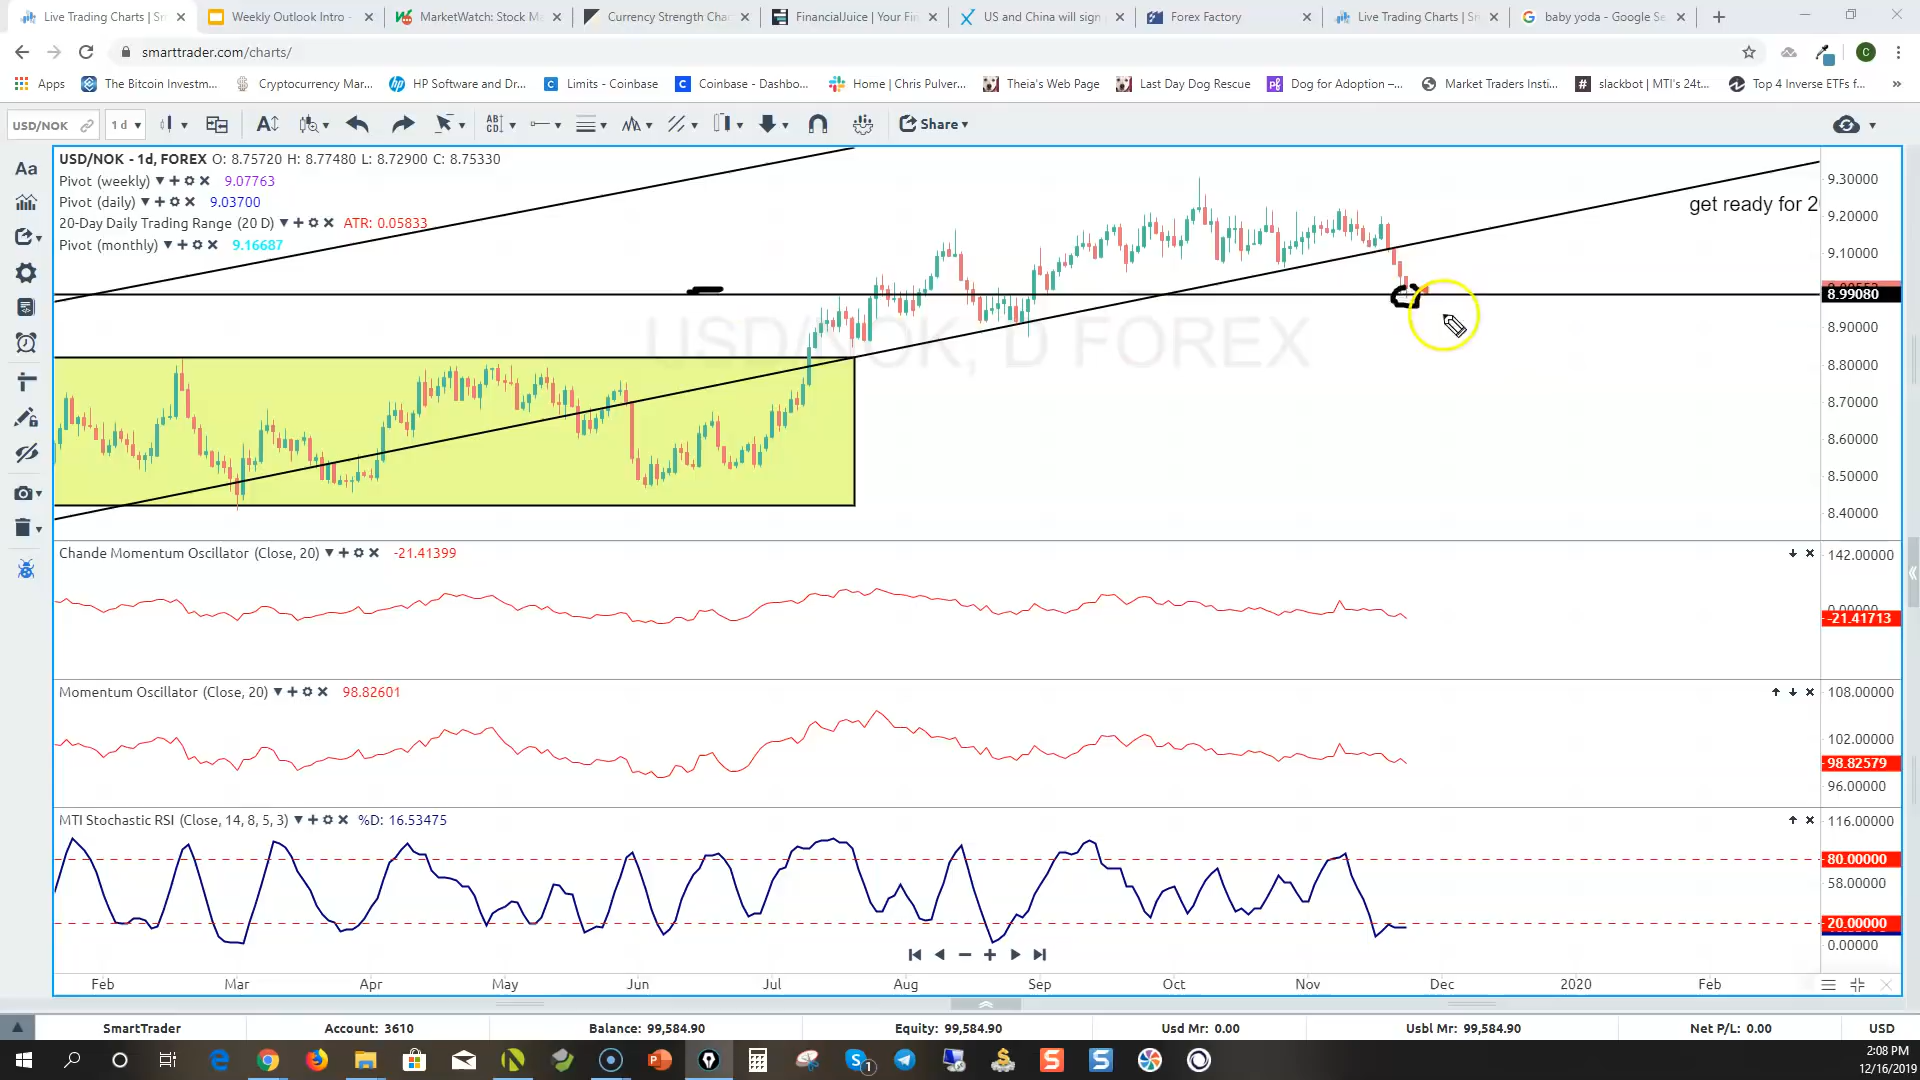 Live Trading Charts | Sm
Weekly Outlook Intro -
MarketWatch: Stock Ma
Currency Strength Char
FinancialJuice | Your Fin
US and China will sign
Forex Factory
Live Trading Charts | Sm
baby yoda - Google Se
smarttrader.com/charts/
C
Apps
The Bitcoin Investm...
Cryptocurrency Mar...
HP Software and Dr...
Limits - Coinbase
Coinbase - Dashbo...
Home | Chris Pulver...
Theia's Web Page
Last Day Dog Rescue
Dog for Adoption –...
Market Traders Insti...
slackbot | MTI's 24t...
Top 4 Inverse ETFs f...
USD/NOK
1 d
Share
USD/NOK - 1d, FOREX O: 8.75720 H: 8.77480 L: 8.72900 C: 8.75330
Pivot (weekly) 9.07763
Pivot (daily) 9.03700
20-Day Daily Trading Range (20 D) ATR: 0.05833
Pivot (monthly) 9.16687
get ready for 2
USD/NOK, D FOREX
9.30000
9.20000
9.10000
8.99080
8.90000
8.80000
8.70000
8.60000
8.50000
8.40000
Chande Momentum Oscillator (Close, 20) -21.41399
142.00000
0.00000
-21.41713
Momentum Oscillator (Close, 20) 98.82601
108.00000
102.00000
98.82579
96.00000
MTI Stochastic RSI (Close, 14, 8, 5, 3) %D: 16.53475
116.00000
80.00000
58.00000
20.00000
0.00000
Feb Mar Apr May Jun Jul Aug Sep Oct Nov Dec 2020 Feb
SmartTrader
Account: 3610
Balance: 99,584.90
Equity: 99,584.90
Usd Mr: 0.00
Usbl Mr: 99,584.90
Net P/L: 0.00
USD
2:08 PM
12/16/2019